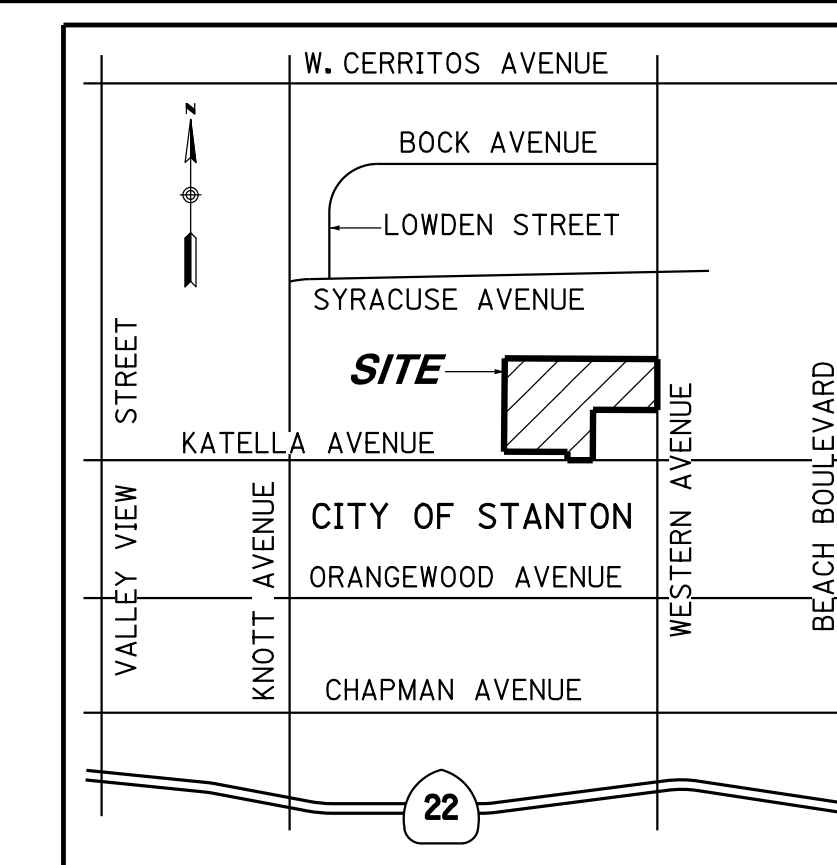 W. CERRITOS AVENUE
N
BOCK AVENUE
LOWDEN STREET
SYRACUSE AVENUE
SITE
KATELLA AVENUE
CITY OF STANTON
ORANGEWOOD AVENUE
CHAPMAN AVENUE
22
VALLEY VIEW STREET
KNOTT AVENUE
WESTERN AVENUE
BEACH BOULEVARD